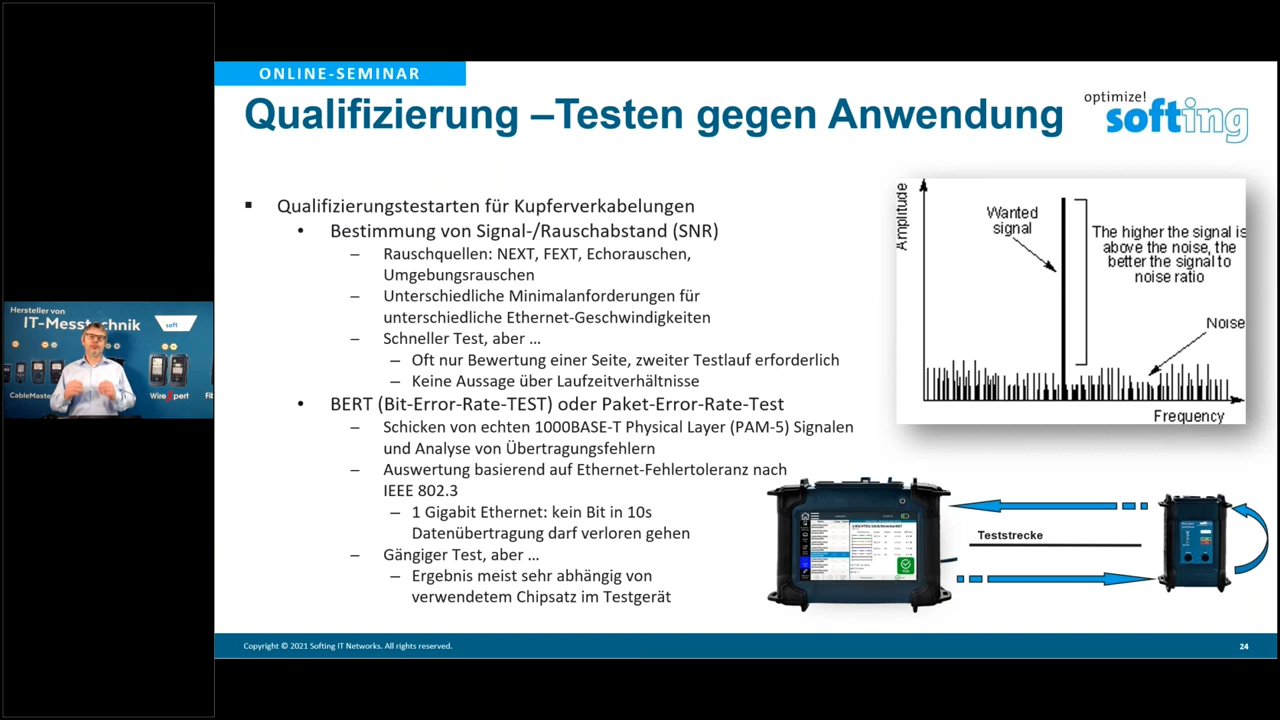 ONLINE-SEMINAR
Qualifizierung –Testen gegen Anwendung
optimize!
softing
▪ Qualifizierungstestarten für Kupferverkabelungen
• Bestimmung von Signal-/Rauschabstand (SNR)
– Rauschquellen: NEXT, FEXT, Echorauschen,
Umgebungsrauschen
– Unterschiedliche Minimalanforderungen für
unterschiedliche Ethernet-Geschwindigkeiten
– Schneller Test, aber ...
– Oft nur Bewertung einer Seite, zweiter Testlauf erforderlich
– Keine Aussage über Laufzeitverhältnisse
• BERT (Bit-Error-Rate-TEST) oder Paket-Error-Rate-Test
– Schicken von echten 1000BASE-T Physical Layer (PAM-5) Signalen
und Analyse von Übertragungsfehlern
– Auswertung basierend auf Ethernet-Fehlertoleranz nach
IEEE 802.3
– 1 Gigabit Ethernet: kein Bit in 10s
Datenübertragung darf verloren gehen
– Gängiger Test, aber ...
– Ergebnis meist sehr abhängig von
verwendetem Chipsatz im Testgerät
Amplitude
Wanted
signal
The higher the signal is
above the noise, the
better the signal to
noise ratio
Noise
Frequency
Teststrecke
Hersteller von
IT-Messtechnik
soft
CableMaste
WireXpert
Fib
Copyright © 2021 Softing IT Networks. All rights reserved.
24